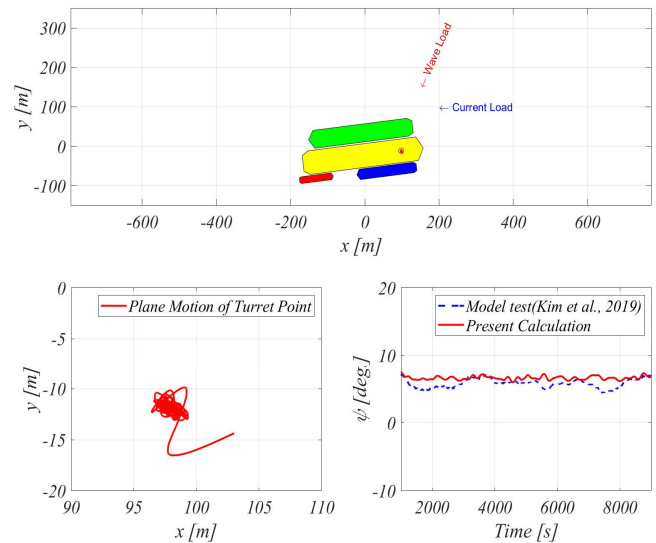 300
200
100
0
-100
y [m]
← Wave Load
← Current Load
-600
-400
-200
0
200
400
600
x [m]
0
-5
-10
-15
-20
y [m]
Plane Motion of Turret Point
90
95
100
105
110
x [m]
20
10
0
-10
ψ [deg.]
Model test(Kim et al., 2019)
Present Calculation
2000
4000
6000
8000
Time [s]